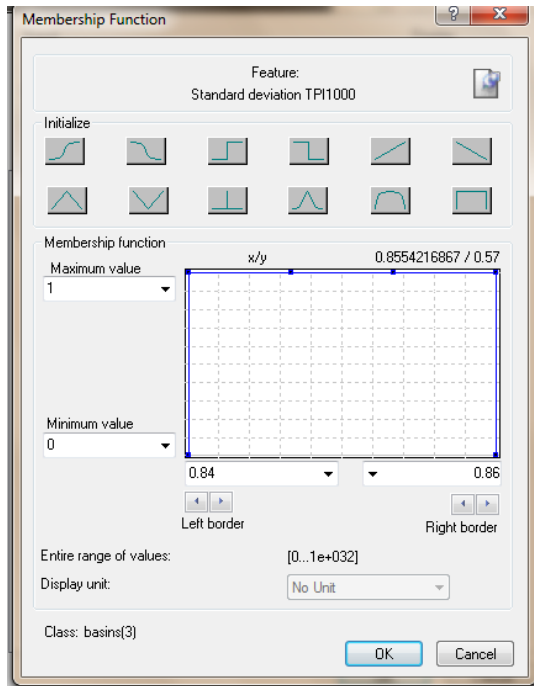 Membership Function
?
X
Feature:
Standard deviation TPI1000
Initialize
Membership function
x/y
0.8554216867 / 0.57
Maximum value
1
Minimum value
0
0.84
0.86
Left border
Right border
Entire range of values:
[0...1e+032]
Display unit:
No Unit
Class: basins(3)
OK
Cancel